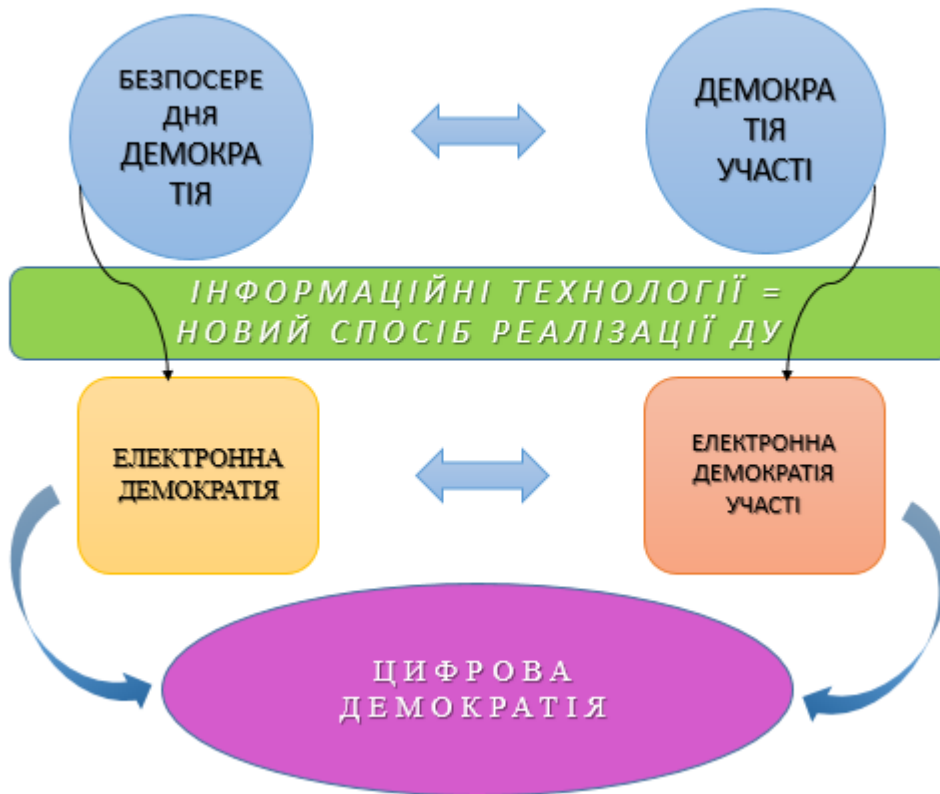 БЕЗПОСЕРЕ
ДНЯ
ДЕМОКРА
ТІЯ
ДЕМОКРА
ТІЯ
УЧАСТІ
ІНФОРМАЦІЙНІ ТЕХНОЛОГІЇ =
НОВИЙ СПОСІБ РЕАЛІЗАЦІЇ ДУ
ЕЛЕКТРОННА
ДЕМОКРАТІЯ
ЕЛЕКТРОННА
ДЕМОКРАТІЯ
УЧАСТІ
ЦИФРОВА
ДЕМОКРАТІЯ